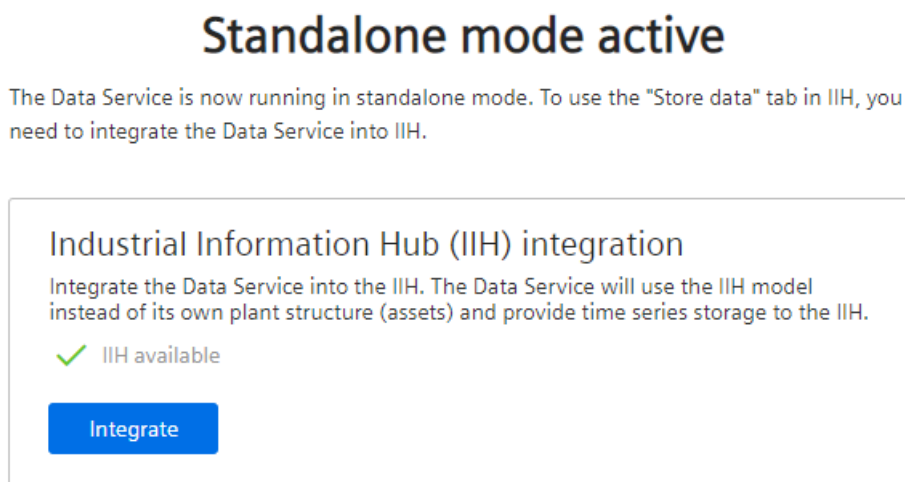 Standalone mode active
The Data Service is now running in standalone mode. To use the "Store data" tab in IIH, you
need to integrate the Data Service into IIH.
Industrial Information Hub (IIH) integration
Integrate the Data Service into the IIH. The Data Service will use the IIH model
instead of its own plant structure (assets) and provide time series storage to the IIH.
IIH available
Integrate